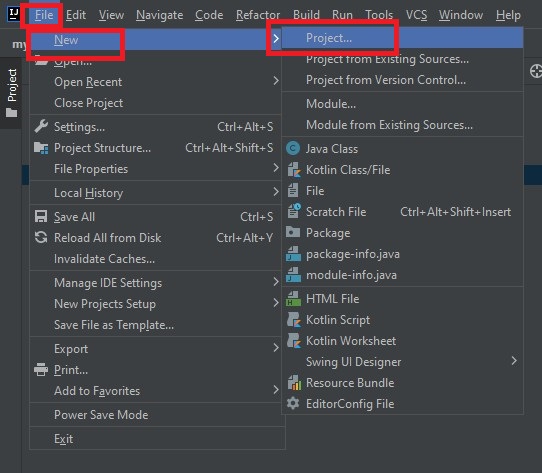 IJ File Edit View Navigate Code Refactor Build Run Tools VCS Window Help
my
Project
New
Open...
Open Recent
Close Project
Settings... Ctrl+Alt+S
Project Structure... Ctrl+Alt+Shift+S
File Properties
Local History
Save All Ctrl+S
Reload All from Disk Ctrl+Alt+Y
Invalidate Caches...
Manage IDE Settings
New Projects Setup
Save File as Template...
Export
Print...
Add to Favorites
Power Save Mode
Exit
Project...
Project from Existing Sources...
Project from Version Control...
Module...
Module from Existing Sources...
Java Class
Kotlin Class/File
File
Scratch File Ctrl+Alt+Shift+Insert
Package
package-info.java
module-info.java
HTML File
Kotlin Script
Kotlin Worksheet
Swing UI Designer
Resource Bundle
EditorConfig File